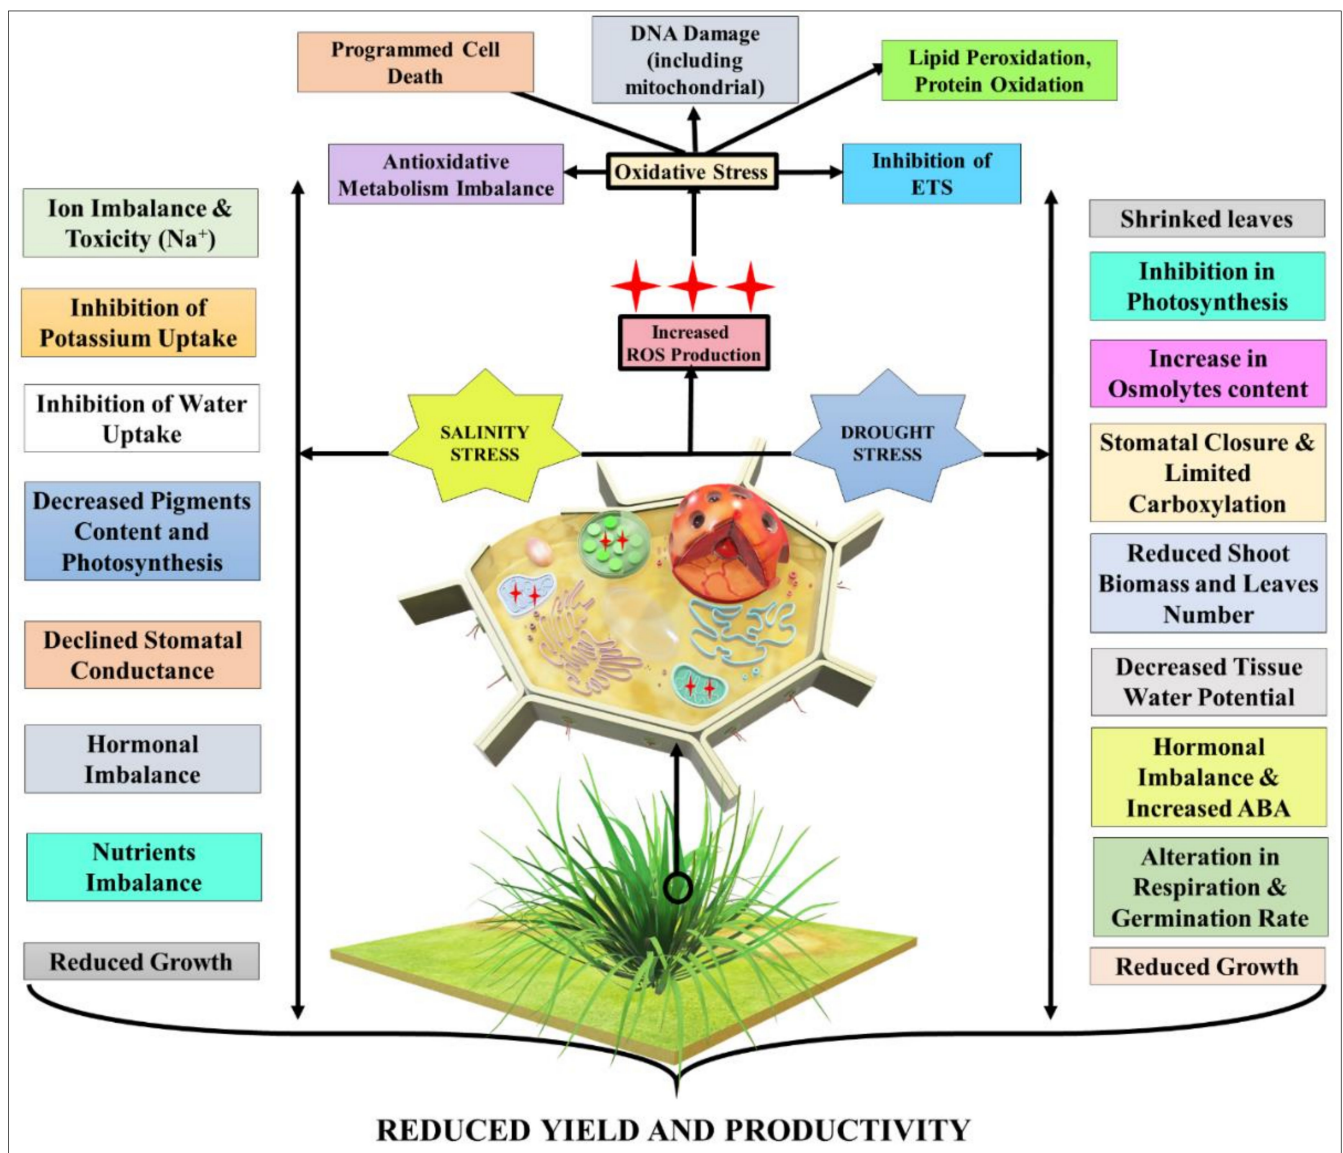 Programmed Cell
Death
DNA Damage
(including
mitochondrial)
Lipid Peroxidation,
Protein Oxidation
Antioxidative
Metabolism Imbalance
Oxidative Stress
Inhibition of
ETS
Increased
ROS Production
SALINITY
STRESS
DROUGHT
STRESS
Ion Imbalance &
Toxicity (Na⁺)
Inhibition of
Potassium Uptake
Inhibition of Water
Uptake
Decreased Pigments
Content and
Photosynthesis
Declined Stomatal
Conductance
Hormonal
Imbalance
Nutrients
Imbalance
Reduced Growth
Shrinked leaves
Inhibition in
Photosynthesis
Increase in
Osmolytes content
Stomatal Closure &
Limited
Carboxylation
Reduced Shoot
Biomass and Leaves
Number
Decreased Tissue
Water Potential
Hormonal
Imbalance &
Increased ABA
Alteration in
Respiration &
Germination Rate
Reduced Growth
REDUCED YIELD AND PRODUCTIVITY